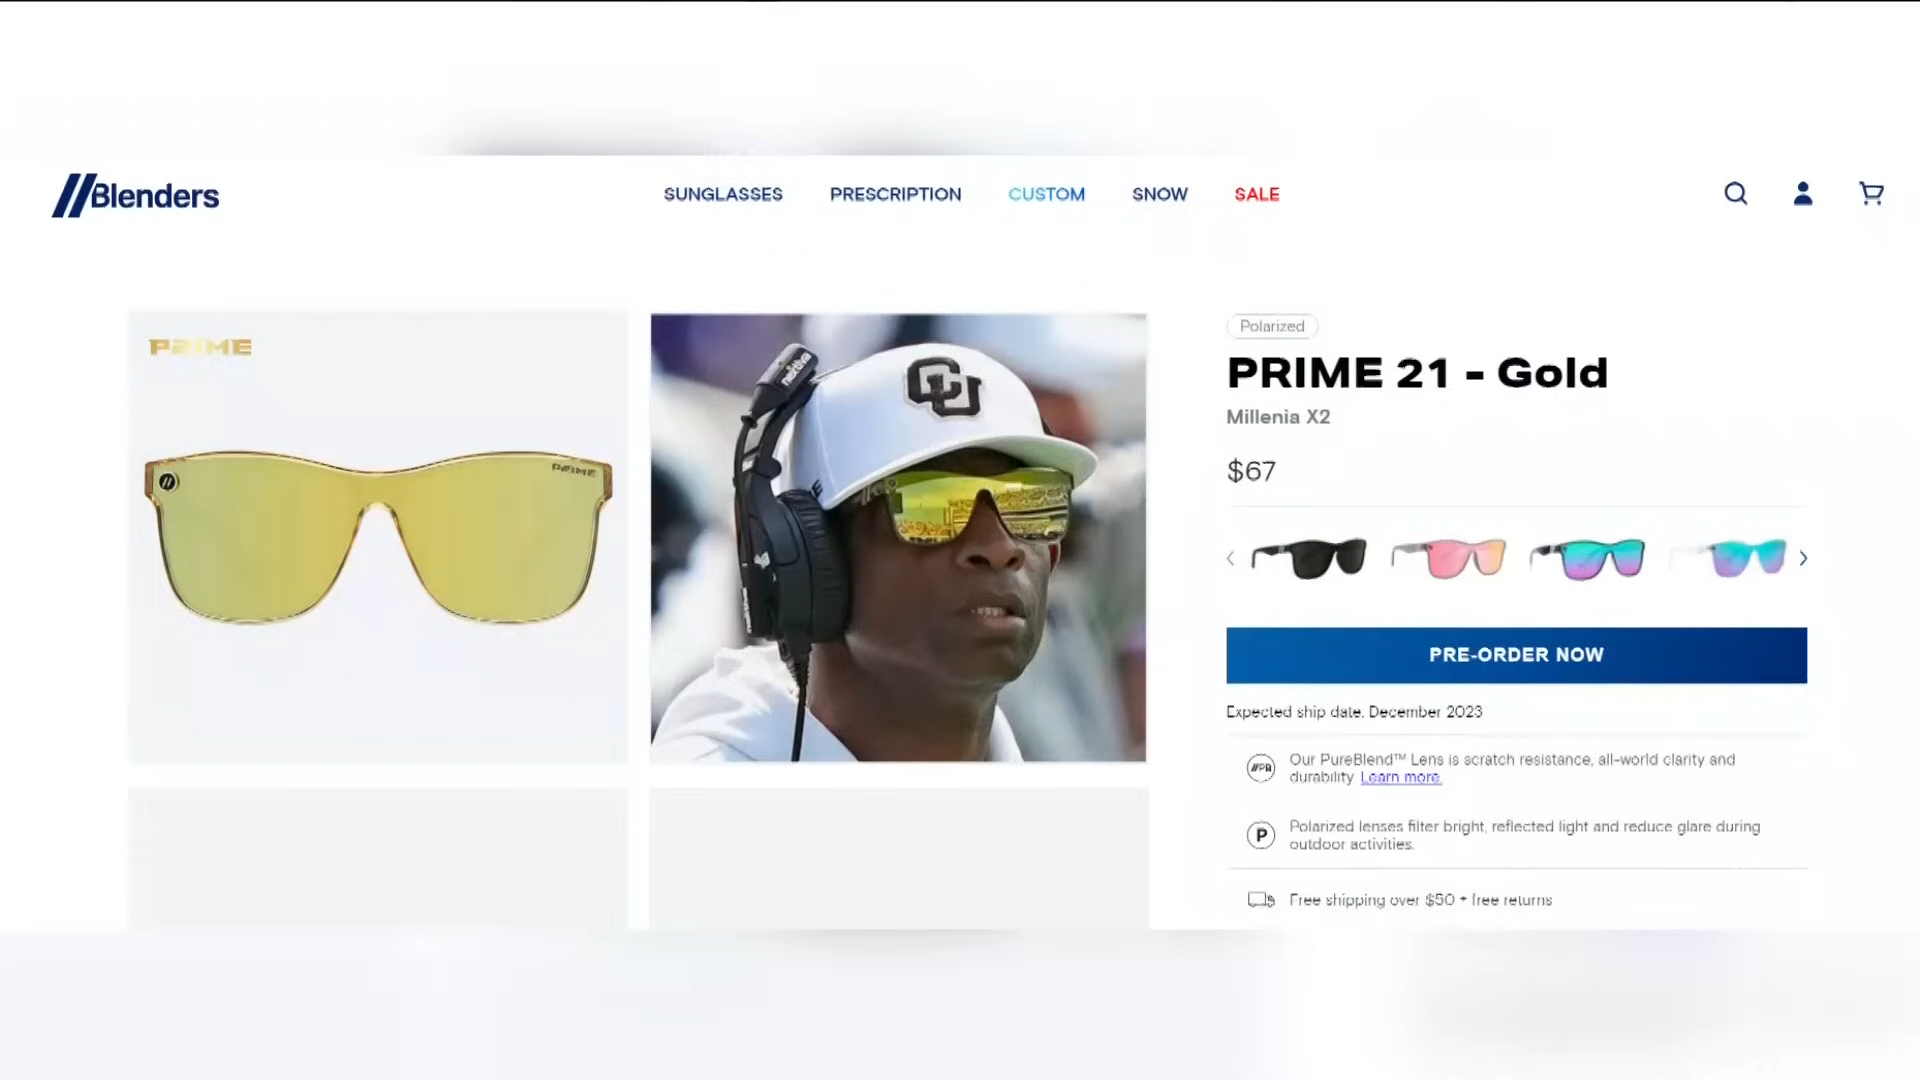 Blenders
SUNGLASSES
PRESCRIPTION
CUSTOM
SNOW
SALE
PRIME
PRIME
CU
Polarized
PRIME 21 - Gold
Millenia X2
$67
PRE-ORDER NOW
Expected ship date: December 2023
Our PureBlend™ Lens is scratch resistance, all-world clarity and
durability. Learn more.
P
Polarized lenses filter bright, reflected light and reduce glare during
outdoor activities.
Free shipping over $50 + free returns